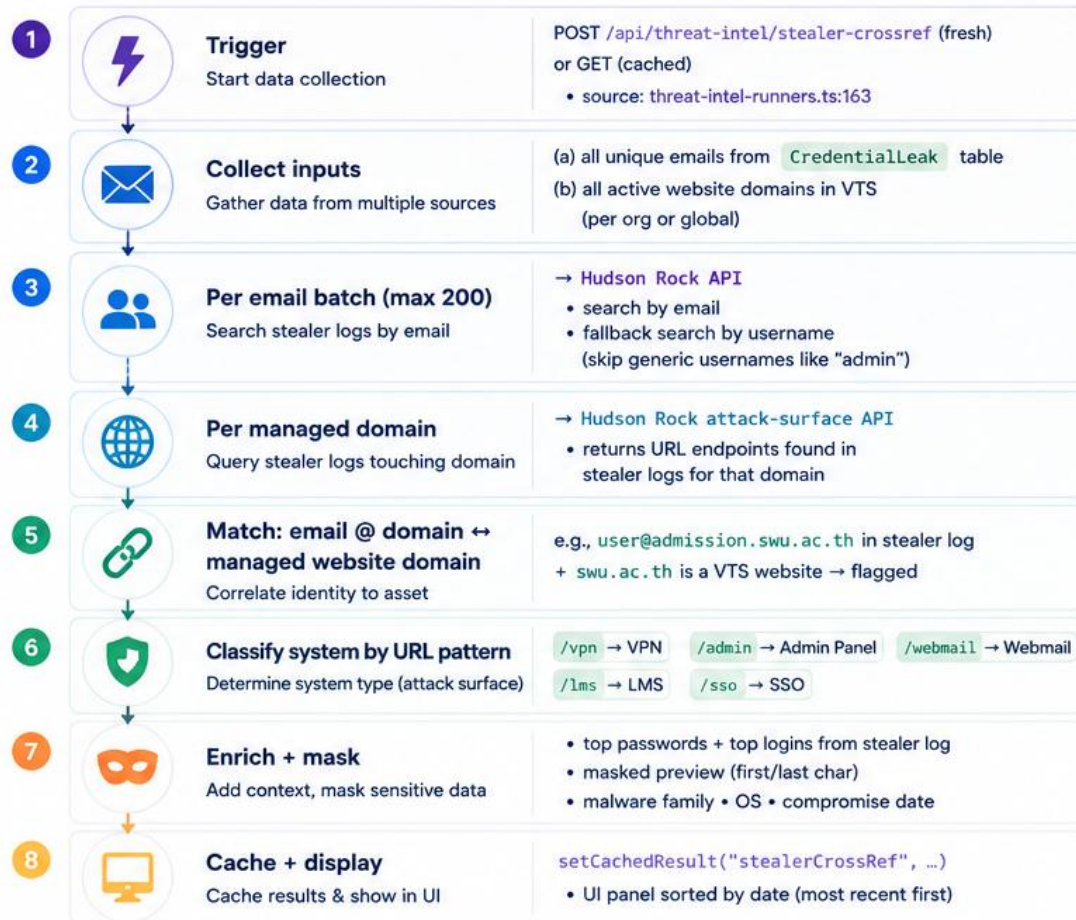 1
Trigger
Start data collection
POST /api/threat-intel/stealer-crossref (fresh)
or GET (cached)
• source: threat-intel-runners.ts:163
2
Collect inputs
Gather data from multiple sources
(a) all unique emails from CredentialLeak table
(b) all active website domains in VTS
(per org or global)
3
Per email batch (max 200)
Search stealer logs by email
→ Hudson Rock API
• search by email
• fallback search by username
(skip generic usernames like “admin”)
4
Per managed domain
Query stealer logs touching domain
→ Hudson Rock attack-surface API
• returns URL endpoints found in
stealer logs for that domain
5
Match: email @ domain ↔
managed website domain
Correlate identity to asset
e.g., user@admission.swu.ac.th in stealer log
+ swu.ac.th is a VTS website → flagged
6
Classify system by URL pattern
Determine system type (attack surface)
/vpn → VPN /admin → Admin Panel /webmail → Webmail
/lms → LMS /sso → SSO
7
Enrich + mask
Add context, mask sensitive data
• top passwords + top logins from stealer log
• masked preview (first/last char)
• malware family • OS • compromise date
8
Cache + display
Cache results & show in UI
setCachedResult("stealerCrossRef", …)
• UI panel sorted by date (most recent first)